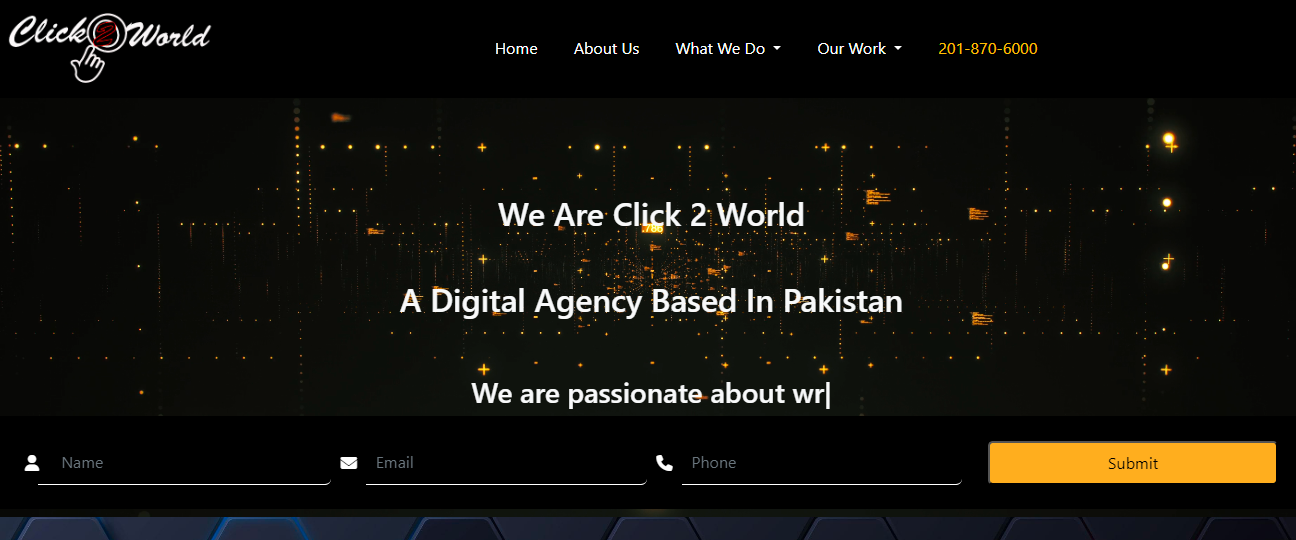 Click 2 World
Home About Us What We Do Our Work 201-870-6000
We Are Click 2 World
.786
A Digital Agency Based In Pakistan
We are passionate about wr|
Name Email Phone Submit